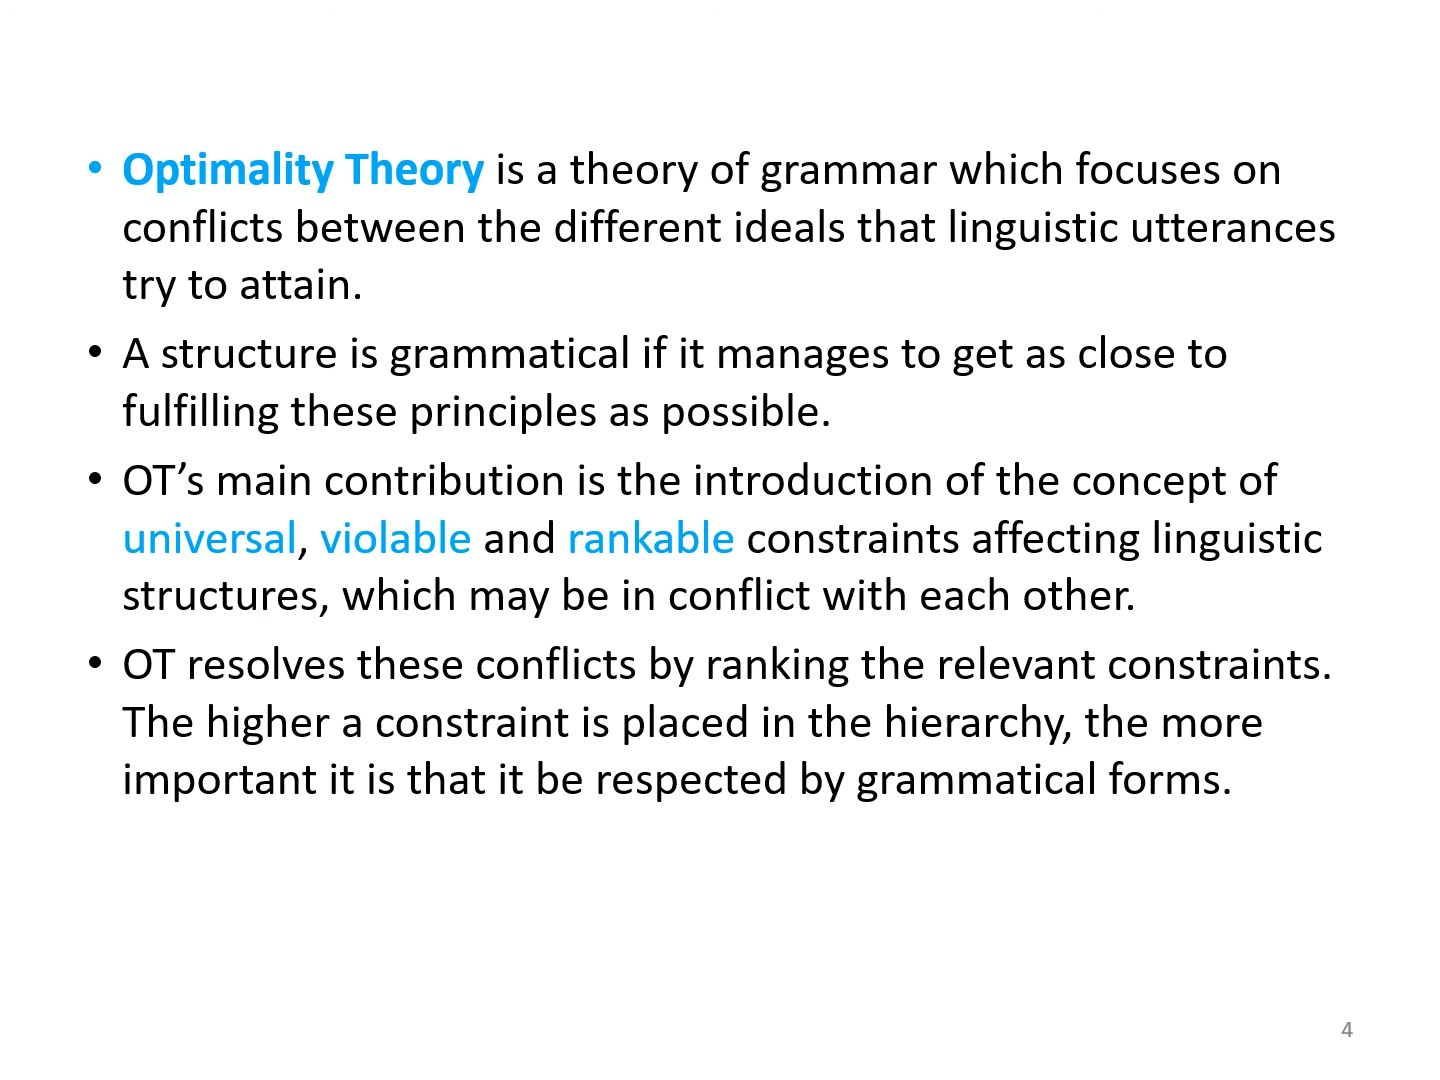 • Optimality Theory is a theory of grammar which focuses on
conflicts between the different ideals that linguistic utterances
try to attain.
• A structure is grammatical if it manages to get as close to
fulfilling these principles as possible.
• OT’s main contribution is the introduction of the concept of
universal, violable and rankable constraints affecting linguistic
structures, which may be in conflict with each other.
• OT resolves these conflicts by ranking the relevant constraints.
The higher a constraint is placed in the hierarchy, the more
important it is that it be respected by grammatical forms.
4